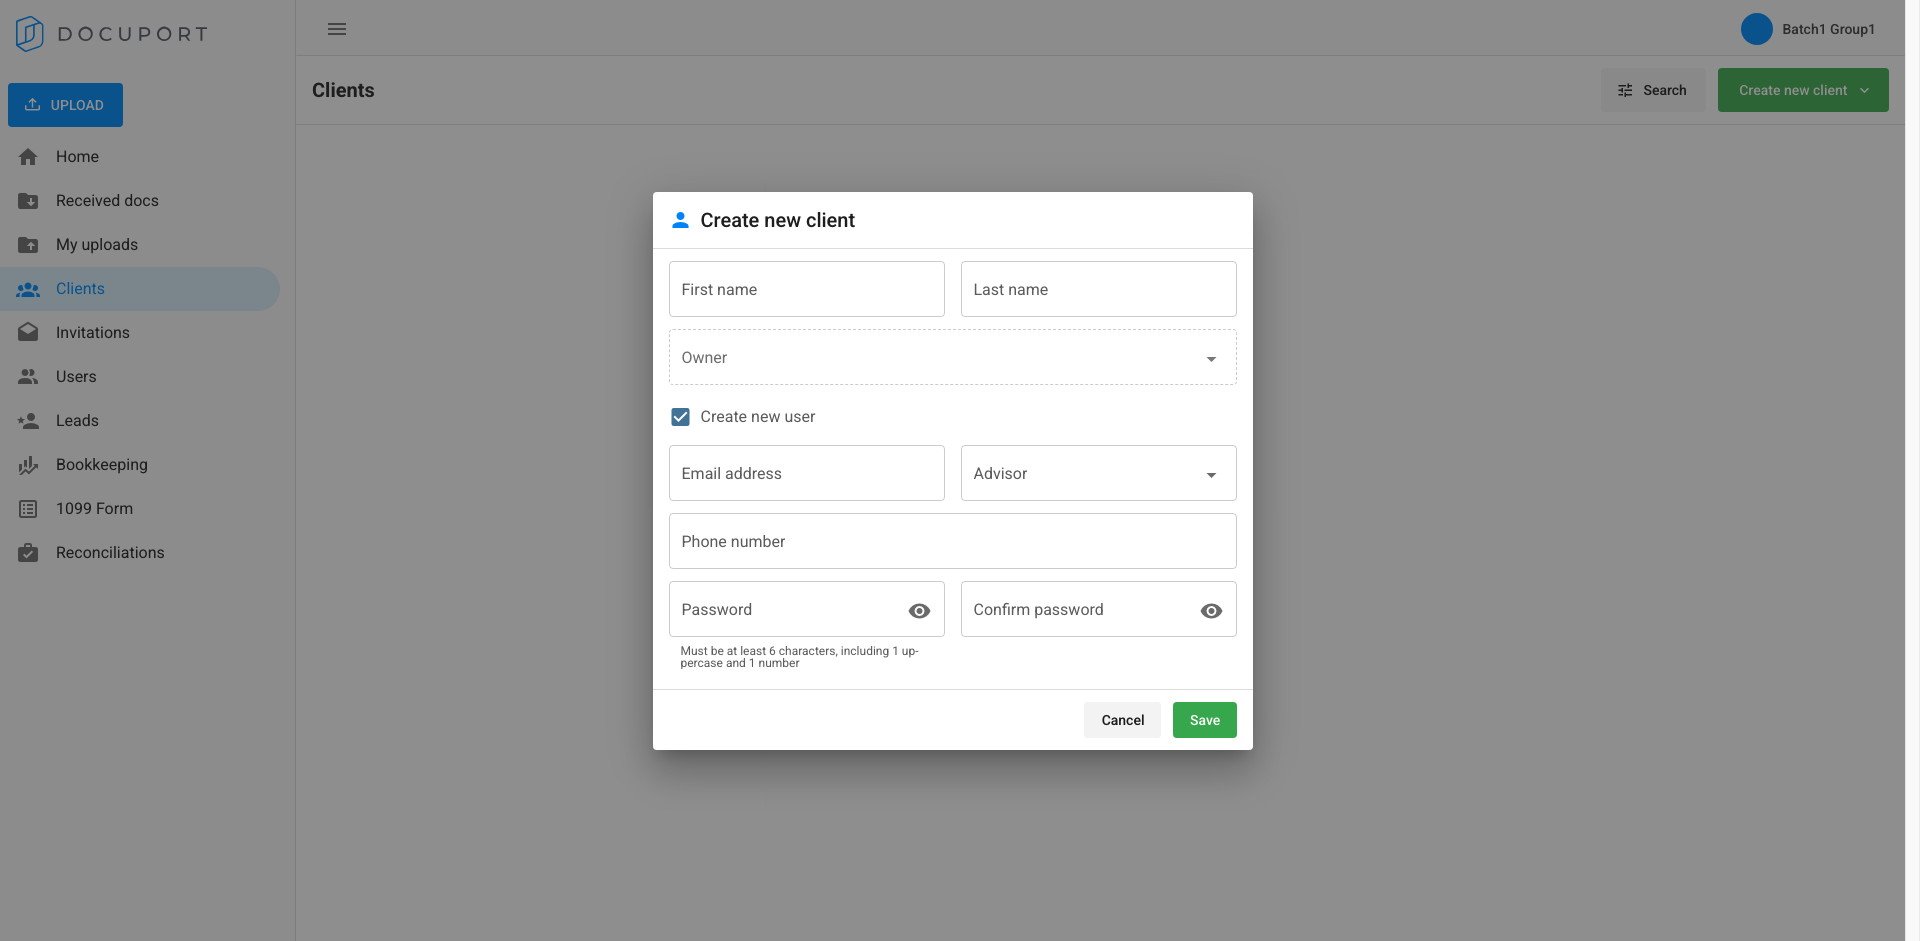 DOCUPORT
Batch1 Group1
UPLOAD
Clients
Search
Create new client
Home
Received docs
My uploads
Clients
Invitations
Users
Leads
Bookkeeping
1099 Form
Reconciliations
Create new client
First name
Last name
Owner
Create new user
Email address
Advisor
Phone number
Password
Confirm password
Must be at least 6 characters, including 1 up-
percase and 1 number
Cancel
Save